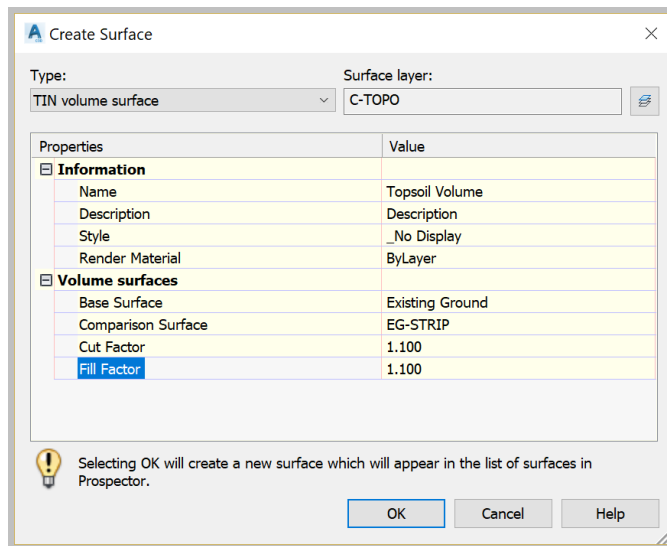 Create Surface
Type:
Surface layer:
TIN volume surface
C-TOPO
Properties Value
Information
Name Topsoil Volume
Description Description
Style _No Display
Render Material ByLayer
Volume surfaces
Base Surface Existing Ground
Comparison Surface EG-STRIP
Cut Factor 1.100
Fill Factor 1.100
Selecting OK will create a new surface which will appear in the list of surfaces in
Prospector.
OK Cancel Help